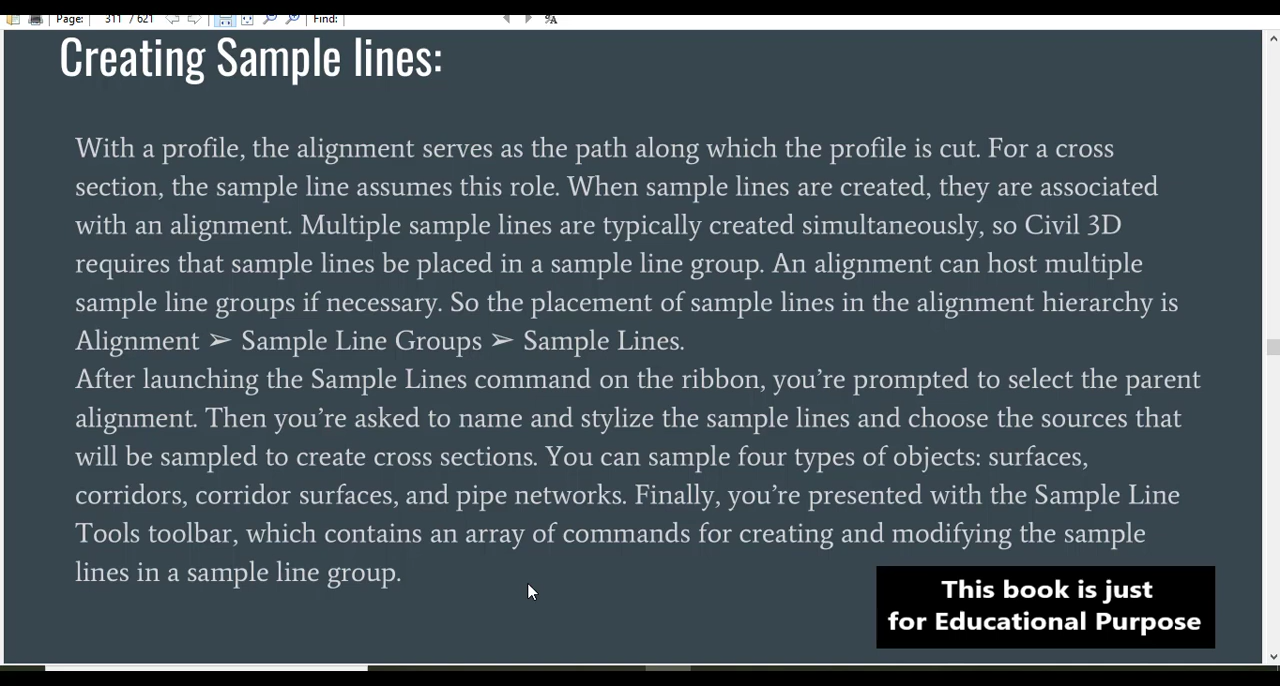 Page: 311 / 621 Find:
Creating Sample lines:
With a profile, the alignment serves as the path along which the profile is cut. For a cross
section, the sample line assumes this role. When sample lines are created, they are associated
with an alignment. Multiple sample lines are typically created simultaneously, so Civil 3D
requires that sample lines be placed in a sample line group. An alignment can host multiple
sample line groups if necessary. So the placement of sample lines in the alignment hierarchy is
Alignment ➢ Sample Line Groups ➢ Sample Lines.
After launching the Sample Lines command on the ribbon, you’re prompted to select the parent
alignment. Then you’re asked to name and stylize the sample lines and choose the sources that
will be sampled to create cross sections. You can sample four types of objects: surfaces,
corridors, corridor surfaces, and pipe networks. Finally, you’re presented with the Sample Line
Tools toolbar, which contains an array of commands for creating and modifying the sample
lines in a sample line group.
This book is just
for Educational Purpose